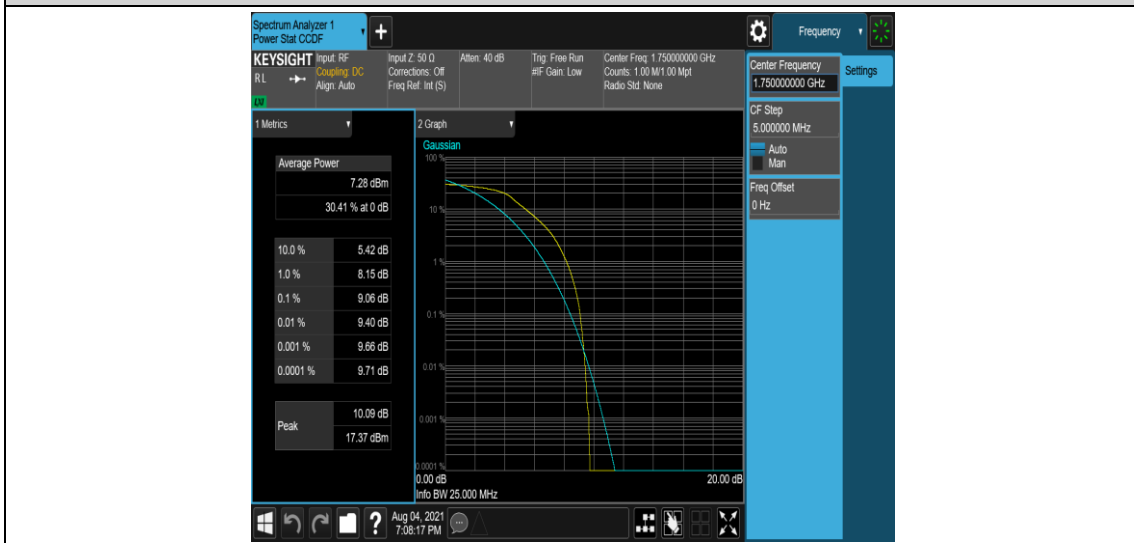 Spectrum Analyzer 1
Power Stat CCDF
+
Frequency
KEYSIGHT
RL
LXI
Input: RF
Coupling: DC
Align: Auto
Input Z: 50 Ω
Corrections: Off
Freq Ref: Int (S)
Atten: 40 dB
Trig: Free Run
#IF Gain: Low
Center Freq: 1.750000000 GHz
Counts: 1.00 M/1.00 Mpt
Radio Std: None
Center Frequency
1.750000000 GHz
Settings
CF Step
5.000000 MHz
Auto
Man
Freq Offset
0 Hz
1 Metrics
Average Power
7.28 dBm
30.41 % at 0 dB
10.0 % 5.42 dB
1.0 % 8.15 dB
0.1 % 9.06 dB
0.01 % 9.40 dB
0.001 % 9.66 dB
0.0001 % 9.71 dB
Peak
10.09 dB
17.37 dBm
2 Graph
Gaussian
100 %
10 %
1 %
0.1 %
0.01 %
0.001 %
0.0001 %
0.00 dB 20.00 dB
Info BW 25.000 MHz
?
Aug 04, 2021
7:08:17 PM